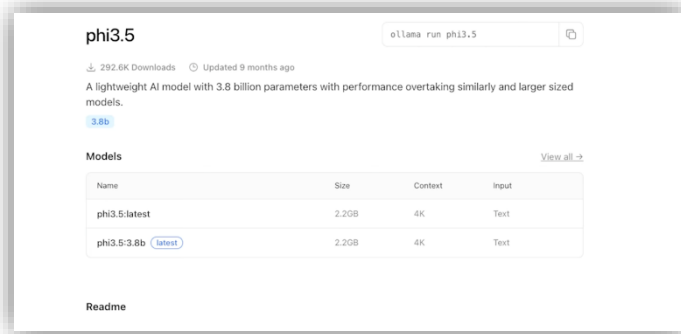 phi3.5
ollama run phi3.5
292.6K Downloads Updated 9 months ago
A lightweight AI model with 3.8 billion parameters with performance overtaking similarly and larger sized
models.
3.8b
Models View all →
Name Size Context Input
phi3.5:latest 2.2GB 4K Text
phi3.5:3.8b latest 2.2GB 4K Text
Readme